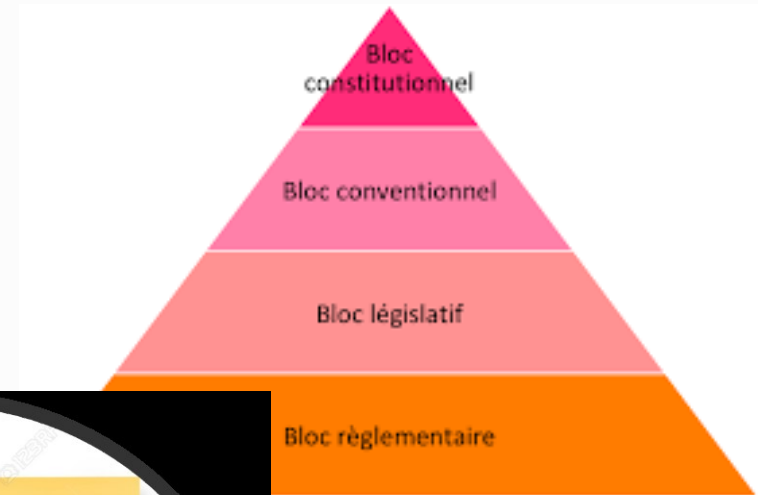 Bloc
constitutionnel
Bloc conventionnel
Bloc législatif
Bloc règlementaire